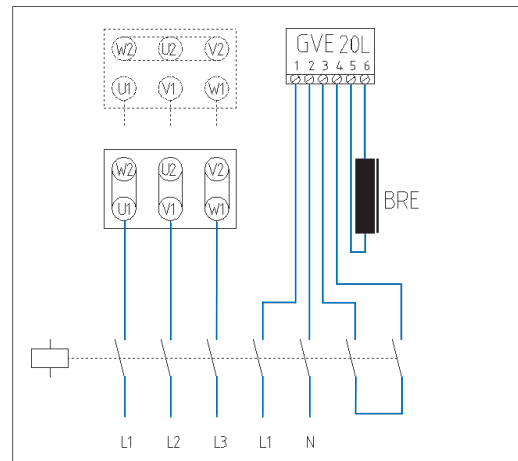 W2 U2 V2
U1 V1 W1
GVE 20L
1 2 3 4 5 6
W2 U2 V2
U1 V1 W1
BRE
L1 L2 L3 L1 N